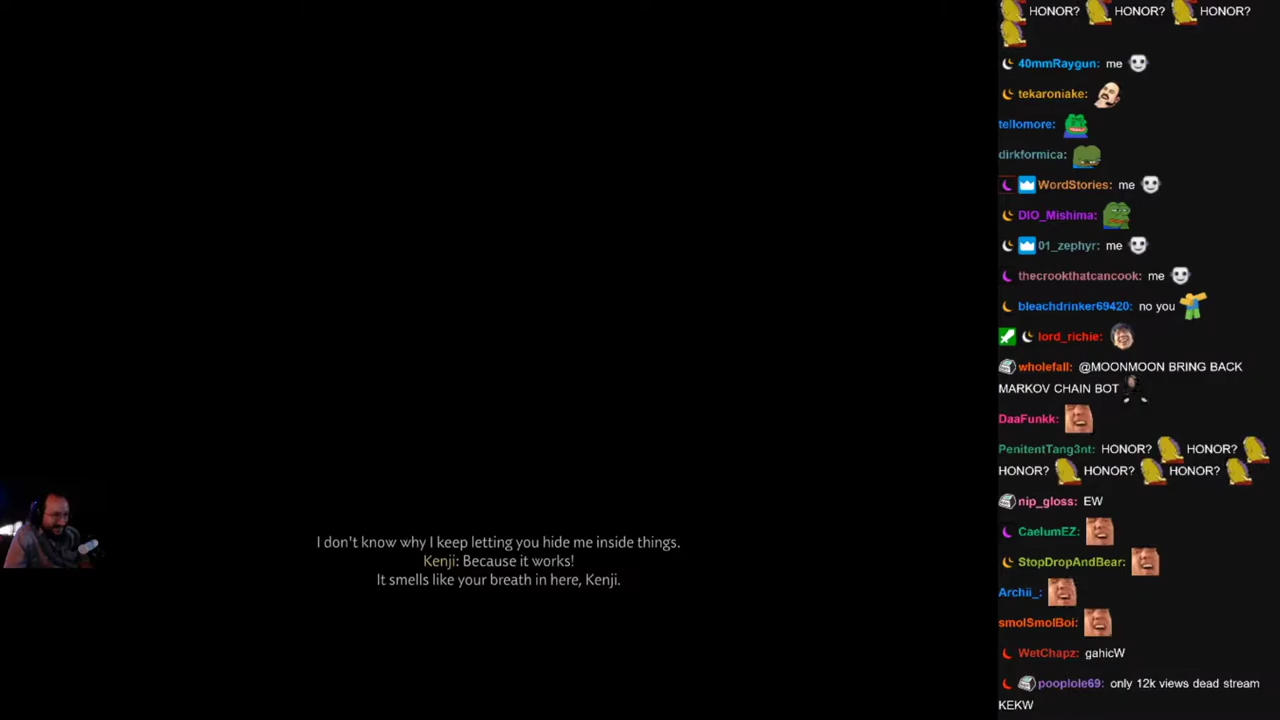 I don't know why I keep letting you hide me inside things.
Kenji: Because it works!
It smells like your breath in here, Kenji.
HONOR? HONOR? HONOR?
40mmRaygun: me
tekaroniake:
tellomore:
dirkformica:
WordStories: me
DIO_Mishima:
01_zephyr: me
thecrookthatcancook: me
bleachdrinker69420: no you
lord_richie:
wholefall: @MOONMOON BRING BACK
MARKOV CHAIN BOT
DaaFunkk:
PenitentTang3nt: HONOR? HONOR?
HONOR? HONOR? HONOR?
nip_gloss: EW
CaelumEZ:
StopDropAndBear:
Archii_:
smolSmolBoi:
WetChapz: gahicW
pooplole69: only 12k views dead stream
KEKW